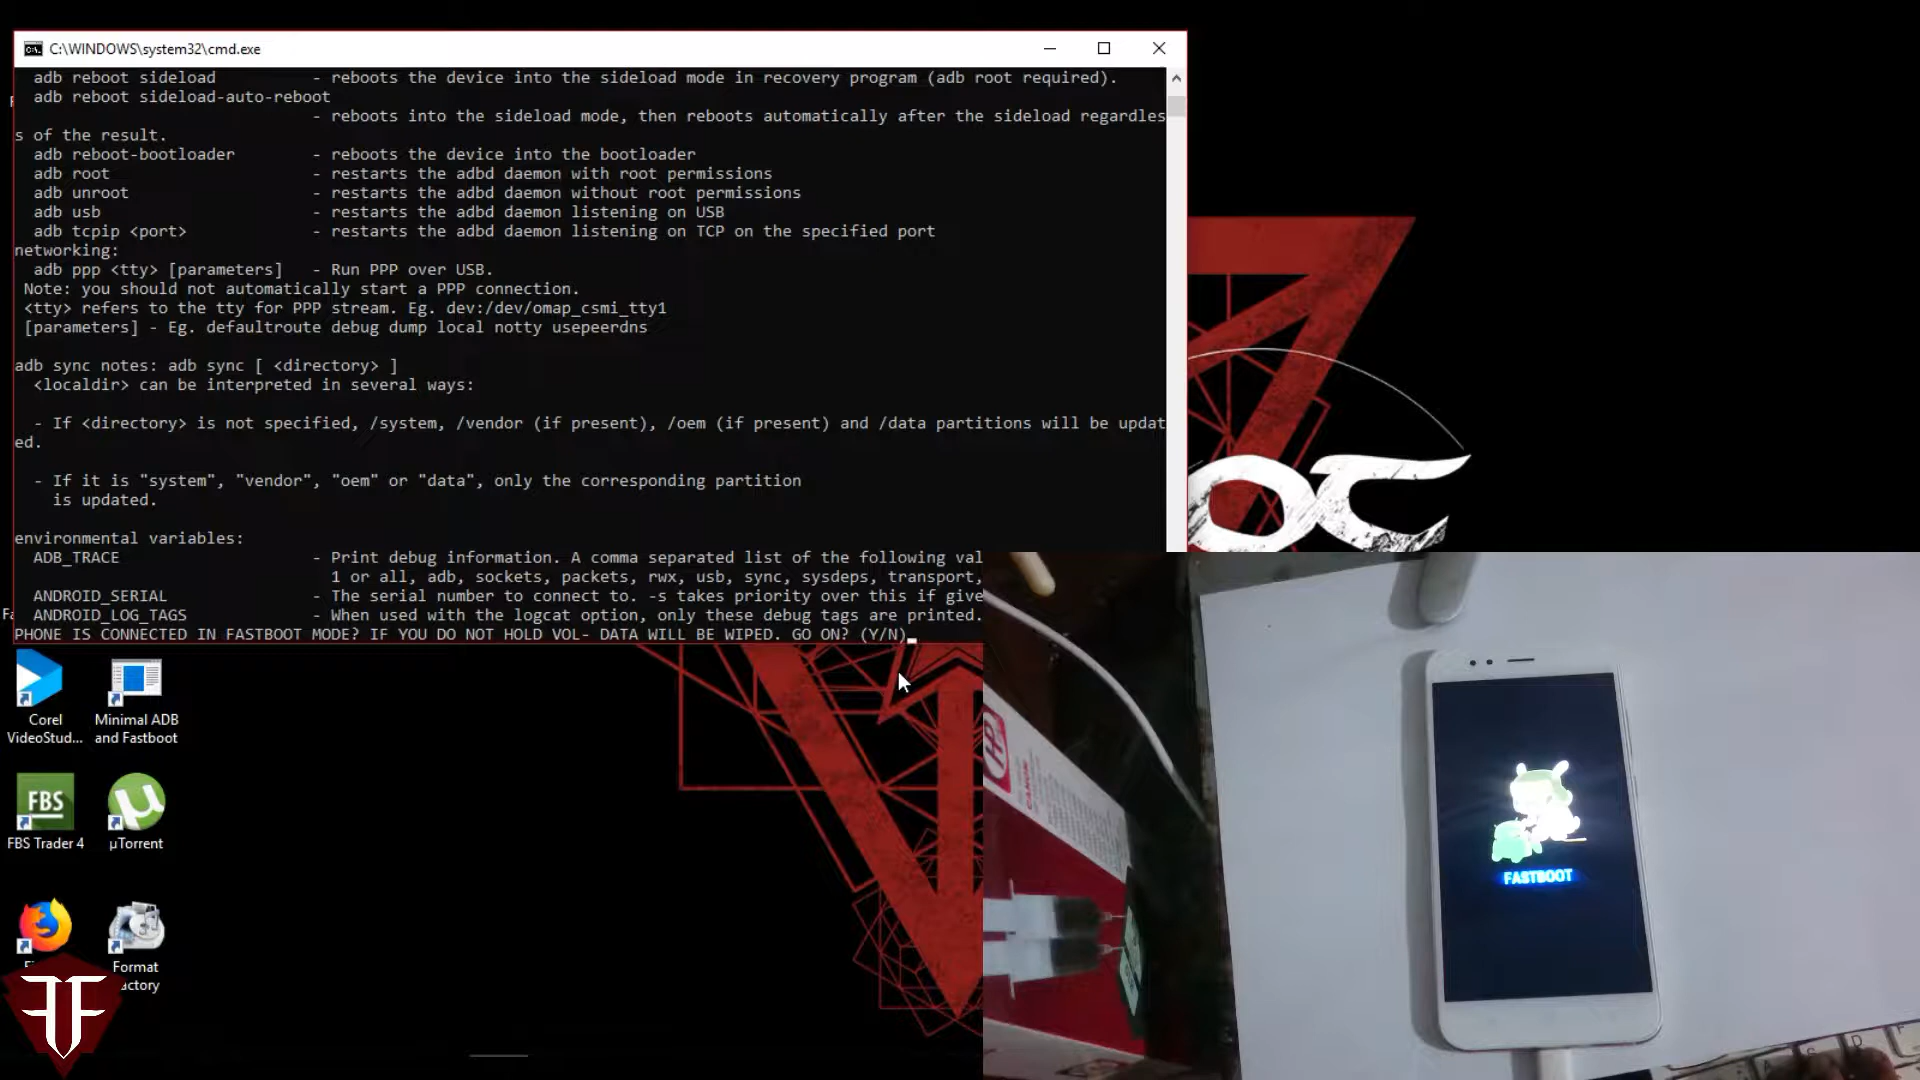 C:\WINDOWS\system32\cmd.exe
adb reboot sideload - reboots the device into the sideload mode in recovery program (adb root required).
adb reboot sideload-auto-reboot
- reboots into the sideload mode, then reboots automatically after the sideload regardles
s of the result.
adb reboot-bootloader - reboots the device into the bootloader
adb root - restarts the adbd daemon with root permissions
adb unroot - restarts the adbd daemon without root permissions
adb usb - restarts the adbd daemon listening on USB
adb tcpip <port> - restarts the adbd daemon listening on TCP on the specified port
networking:
adb ppp <tty> [parameters] - Run PPP over USB.
Note: you should not automatically start a PPP connection.
<tty> refers to the tty for PPP stream. Eg. dev:/dev/omap_csmi_tty1
[parameters] - Eg. defaultroute debug dump local notty usepeerdns
adb sync notes: adb sync [ <directory> ]
<localdir> can be interpreted in several ways:
- If <directory> is not specified, /system, /vendor (if present), /oem (if present) and /data partitions will be updat
ed.
- If it is "system", "vendor", "oem" or "data", only the corresponding partition
is updated.
environmental variables:
ADB_TRACE - Print debug information. A comma separated list of the following val
1 or all, adb, sockets, packets, rwx, usb, sync, sysdeps, transport,
ANDROID_SERIAL - The serial number to connect to. -s takes priority over this if give
ANDROID_LOG_TAGS - When used with the logcat option, only these debug tags are printed.
PHONE IS CONNECTED IN FASTBOOT MODE? IF YOU DO NOT HOLD VOL- DATA WILL BE WIPED. GO ON? (Y/N)
Corel
VideoStud...
Minimal ADB
and Fastboot
FBS
FBS Trader 4
µTorrent
Format
actory
FASTBOOT
CANON